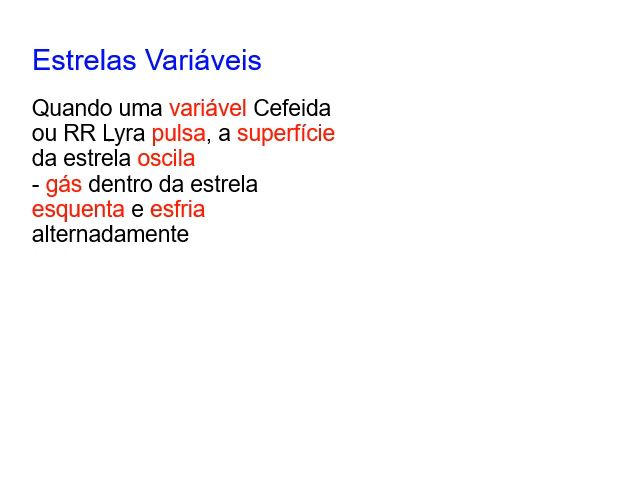 Estrelas Variáveis
Quando uma variável Cefeida
ou RR Lyra pulsa, a superfície
da estrela oscila
- gás dentro da estrela
esquenta e esfria
alternadamente